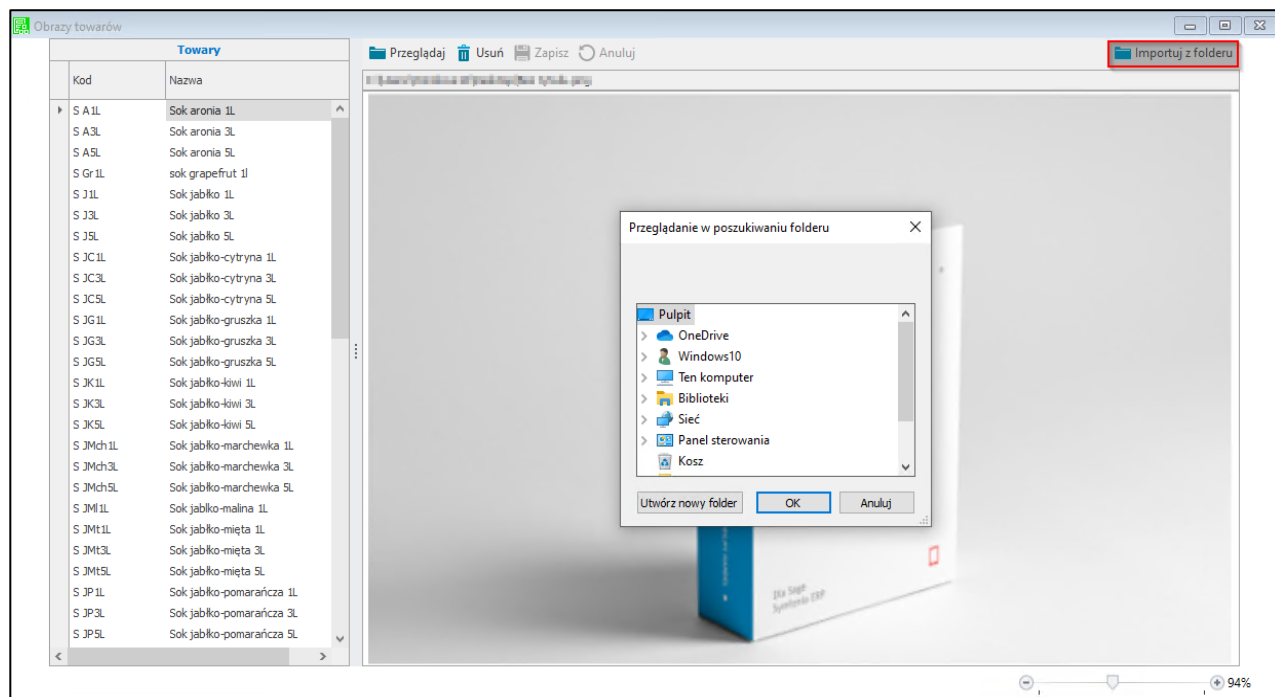 Obrazy towarów
Towary
Przeglądaj Usuń Zapisz Anuluj Importuj z folderu
Kod Nazwa
S A1L Sok aronia 1L
S A3L Sok aronia 3L
S A5L Sok aronia 5L
S Gr1L sok grapefrut 1l
S J1L Sok jabłko 1L
S J3L Sok jabłko 3L
S J5L Sok jabłko 5L
S JC1L Sok jabłko-cytryna 1L
S JC3L Sok jabłko-cytryna 3L
S JC5L Sok jabłko-cytryna 5L
S JG1L Sok jabłko-gruszka 1L
S JG3L Sok jabłko-gruszka 3L
S JG5L Sok jabłko-gruszka 5L
S JK1L Sok jabłko-kiwi 1L
S JK3L Sok jabłko-kiwi 3L
S JK5L Sok jabłko-kiwi 5L
S JMch1L Sok jabłko-marchewka 1L
S JMch3L Sok jabłko-marchewka 3L
S JMch5L Sok jabłko-marchewka 5L
S JMl1L Sok jablko-malina 1L
S JMt1L Sok jabłko-mięta 1L
S JMt3L Sok jabłko-mięta 3L
S JMt5L Sok jabłko-mięta 5L
S JP1L Sok jabłko-pomarańcza 1L
S JP3L Sok jabłko-pomarańcza 3L
S JP5L Sok jabłko-pomarańcza 5L
Przeglądanie w poszukiwaniu folderu
Pulpit
OneDrive
Windows10
Ten komputer
Biblioteki
Sieć
Panel sterowania
Kosz
Utwórz nowy folder OK Anuluj
Dla Sage
Symfonia ERP
94%